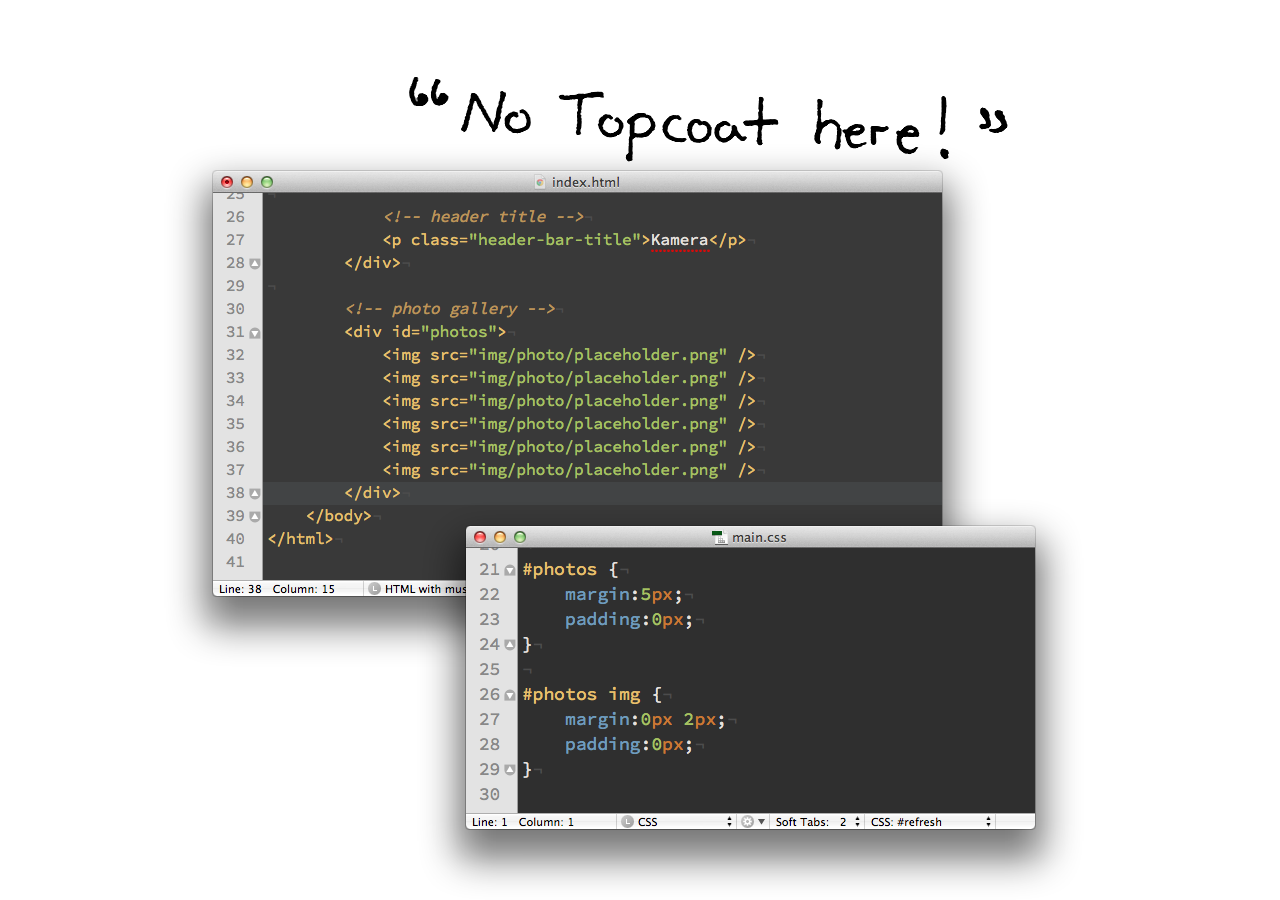 “No Topcoat here!”
index.html
25
26 <!-- header title -->¬
27 <p class="header-bar-title">Kamera</p>¬
28 </div>¬
29 ¬
30 <!-- photo gallery -->¬
31 <div id="photos">¬
32 <img src="img/photo/placeholder.png" />¬
33 <img src="img/photo/placeholder.png" />¬
34 <img src="img/photo/placeholder.png" />¬
35 <img src="img/photo/placeholder.png" />¬
36 <img src="img/photo/placeholder.png" />¬
37 <img src="img/photo/placeholder.png" />¬
38 </div>¬
39 </body>¬
40 </html>¬
41
Line: 38 Column: 15 L HTML with mus
main.css
21 #photos {¬
22 margin:5px;¬
23 padding:0px;¬
24 }¬
25 ¬
26 #photos img {¬
27 margin:0px 2px;¬
28 padding:0px;¬
29 }¬
30
Line: 1 Column: 1 L CSS Soft Tabs: 2 CSS: #refresh